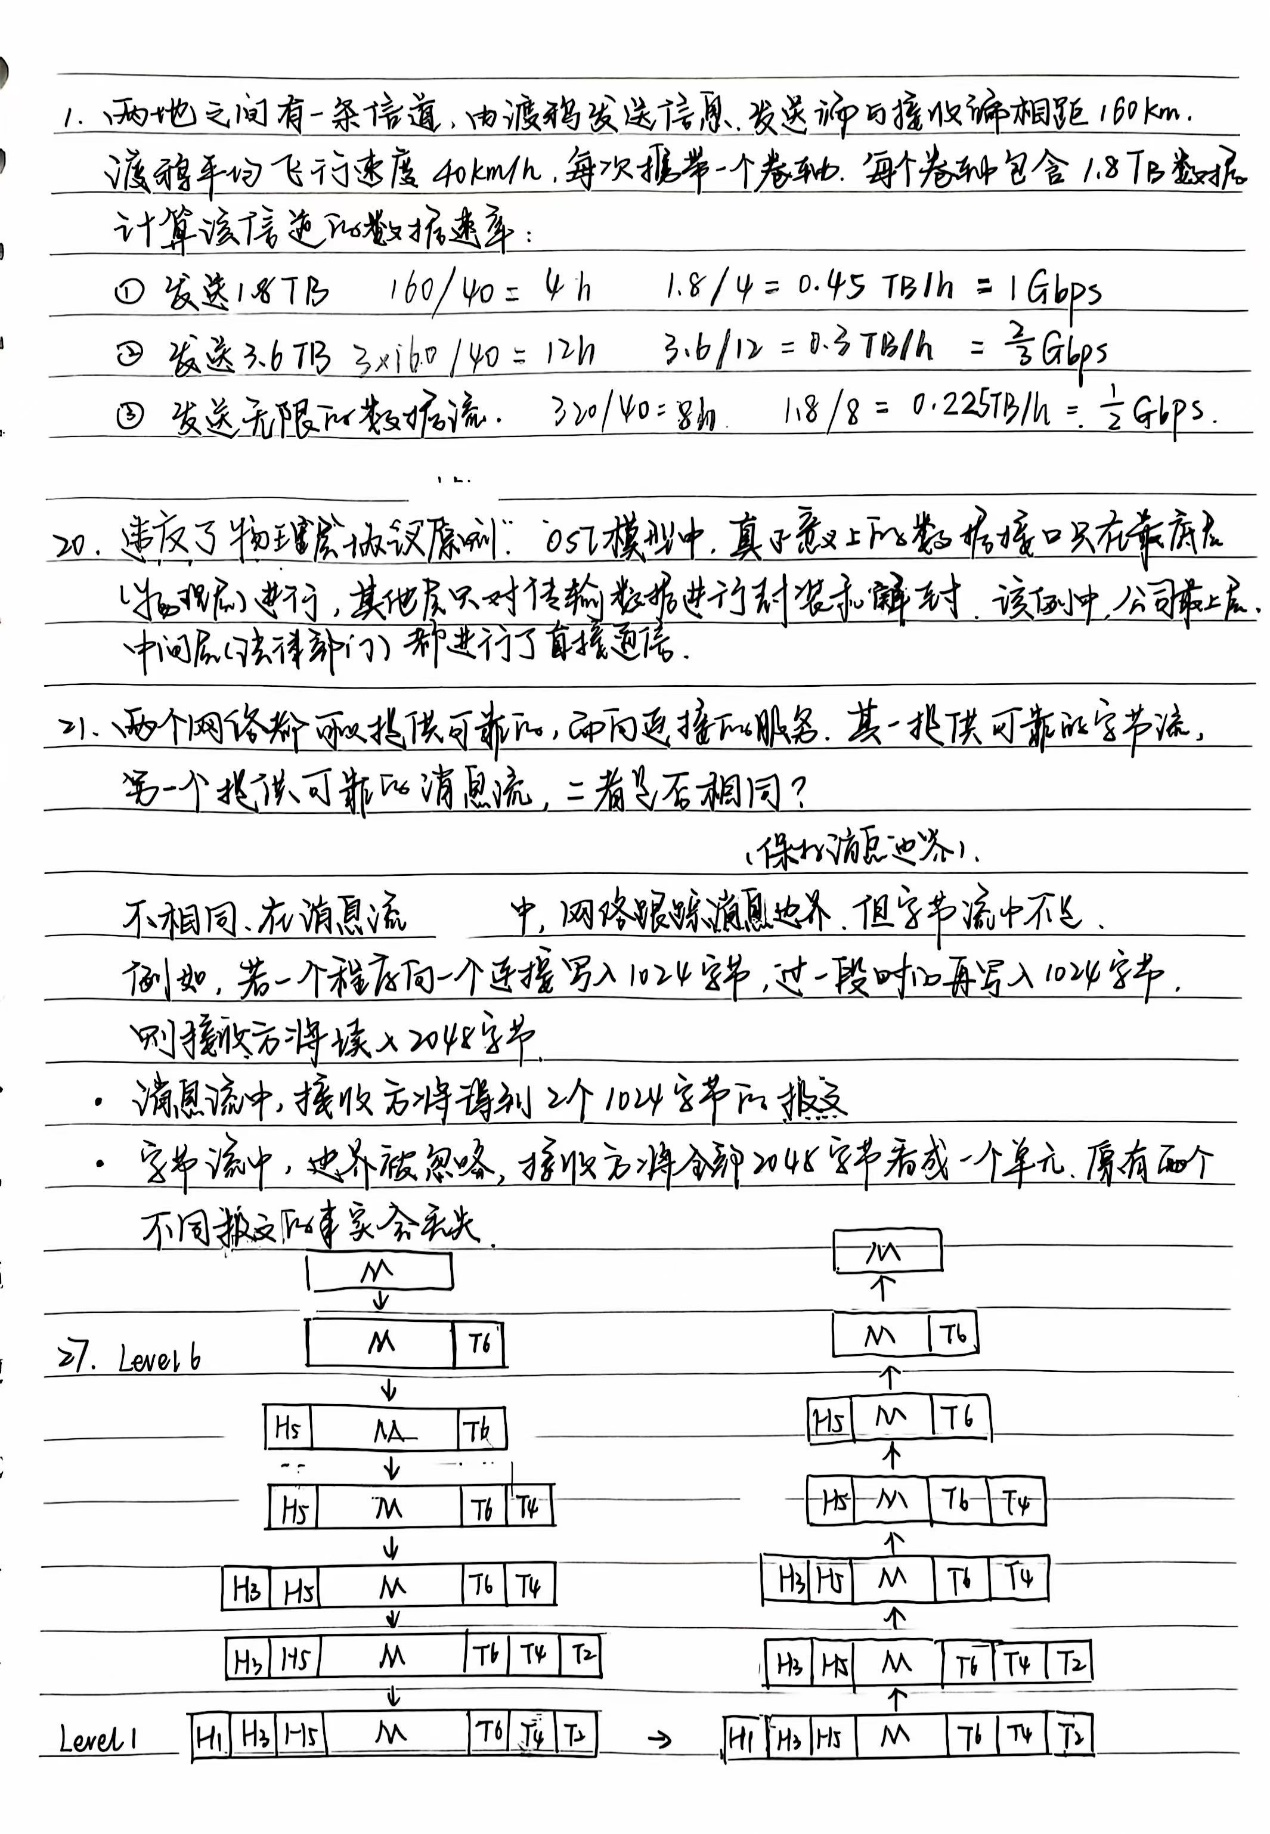 1. 两地之间有一条信道,由渡鸦发送信息.发送端与接收端相距160km.
渡鸦平均飞行速度40km/h,每次携带一个卷轴.每个卷轴包含1.8TB数据
计算该信道的数据速率:
① 发送1.8TB 160/40=4h 1.8/4=0.45TB/h=1Gbps
② 发送3.6TB 3×160/40=12h 3.6/12=0.3TB/h=2/3Gbps
③ 发送无限的数据流. 320/40=8h 1.8/8=0.225TB/h=1/2Gbps.
20. 违反了"物理层协议原则".OSI模型中,真正意义上的数据接口只在最底层
(物理层)进行,其他层只对传输数据进行封装和解封.该例中,公司最上层.
中间层(法律部门)都进行了直接通信.
21. 两个网络都可以提供可靠的,面向连接的服务.其一提供可靠的字节流,
另一个提供可靠的消息流,二者是否相同?
(保持消息边界).
不相同.在消息流 中,网络跟踪消息边界.但字节流中不是.
例如,若一个程序向一个连接写入1024字节,过一段时间再写入1024字节.
则接收方将读入2048字节.
· 消息流中,接收方将得到2个1024字节的报文
· 字节流中,边界被忽略,接收方将全部2048字节看成一个单元.原有两个
不同报文的事实会丢失.
M M
27. Level 6 M T6 M T6
H5 M T6 H5 M T6
H5 M T6 T4 H5 M T6 T4
H3 H5 M T6 T4 H3 H5 M T6 T4
H3 H5 M T6 T4 T2 H3 H5 M T6 T4 T2
Level 1 H1 H3 H5 M T6 T4 T2 → H1 H3 H5 M T6 T4 T2